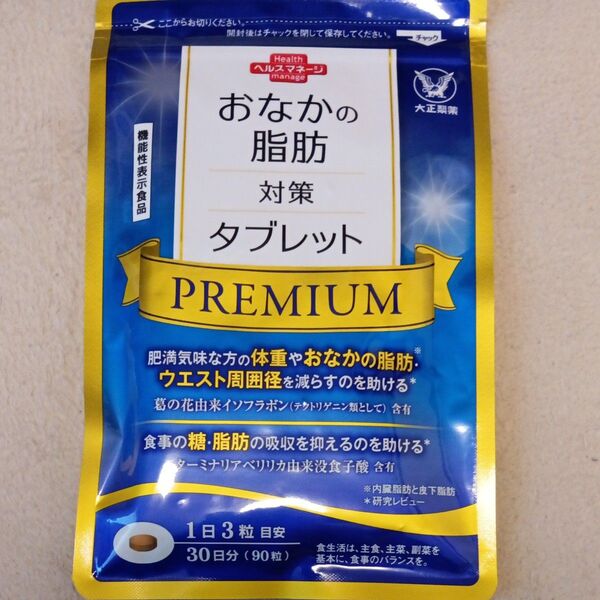 ここからお切りください。
開封後はチャックを閉じて保存してください。
チャック
Health
ヘルスマネージ
manage
大正製薬
機能性表示食品
おなかの
脂肪
対策
タブレット
PREMIUM
肥満気味な方の体重やおなかの脂肪※・
ウエスト周囲径を減らすのを助ける*
葛の花由来イソフラボン(テクトリゲニン類として)含有
食事の糖・脂肪の吸収を抑えるのを助ける*
ターミナリアベリリカ由来没食子酸 含有
※内臓脂肪と皮下脂肪
*研究レビュー
1日3粒 目安
30日分(90粒)
食生活は、主食、主菜、副菜を
基本に、食事のバランスを。